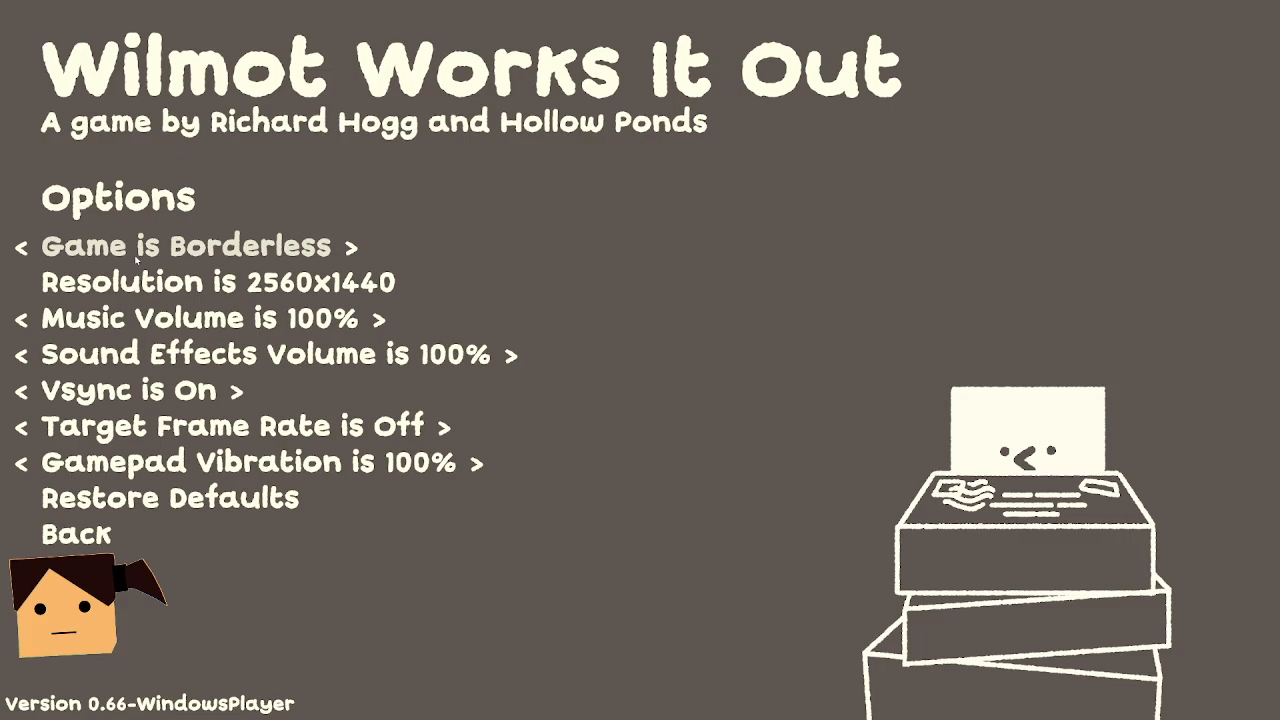 Wilmot Works It Out
A game by Richard Hogg and Hollow Ponds
Options
< Game is Borderless >
Resolution is 2560x1440
< Music Volume is 100% >
< Sound Effects Volume is 100% >
< Vsync is On >
< Target Frame Rate is Off >
< Gamepad Vibration is 100% >
Restore Defaults
Back
Version 0.66-WindowsPlayer